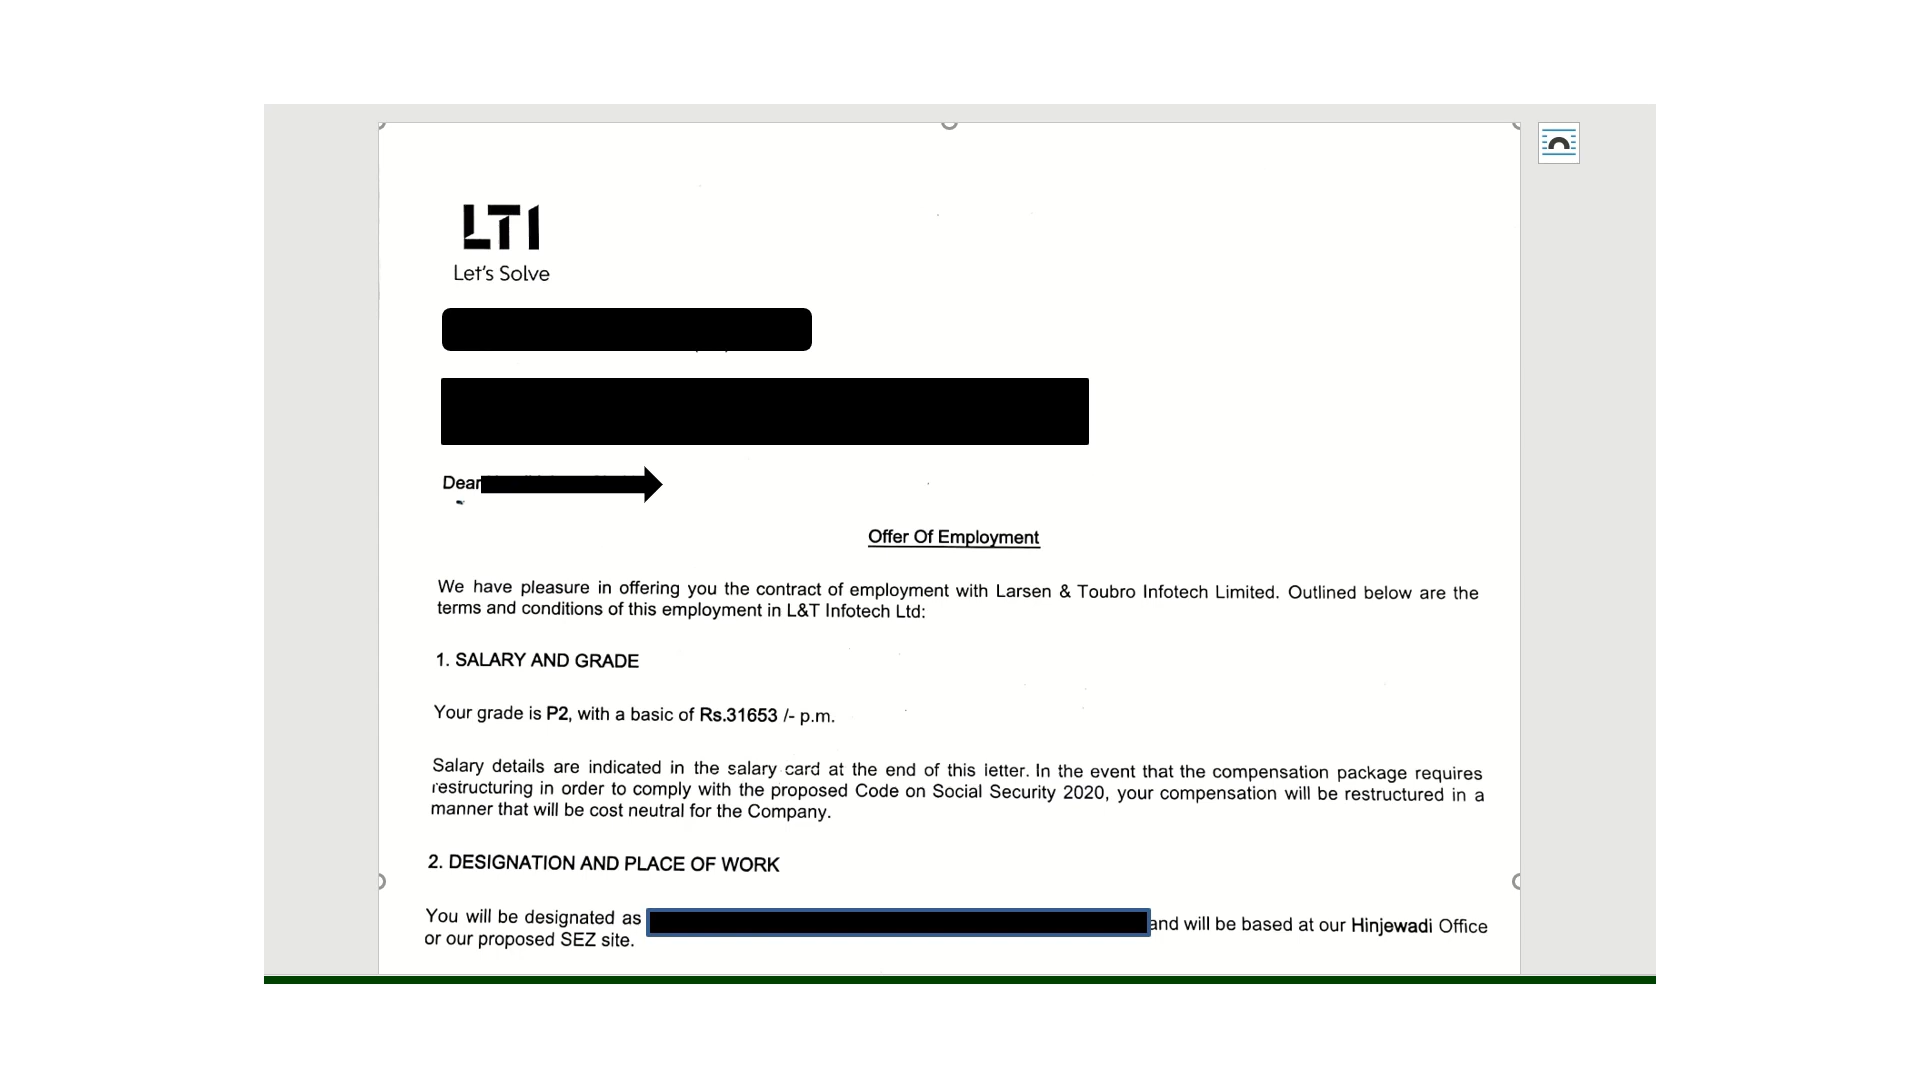 LTI
Let's Solve
Dear
Offer Of Employment
We have pleasure in offering you the contract of employment with Larsen & Toubro Infotech Limited. Outlined below are the
terms and conditions of this employment in L&T Infotech Ltd:
1. SALARY AND GRADE
Your grade is P2, with a basic of Rs.31653 /- p.m.
Salary details are indicated in the salary card at the end of this letter. In the event that the compensation package requires
restructuring in order to comply with the proposed Code on Social Security 2020, your compensation will be restructured in a
manner that will be cost neutral for the Company.
2. DESIGNATION AND PLACE OF WORK
You will be designated as and will be based at our Hinjewadi Office
or our proposed SEZ site.